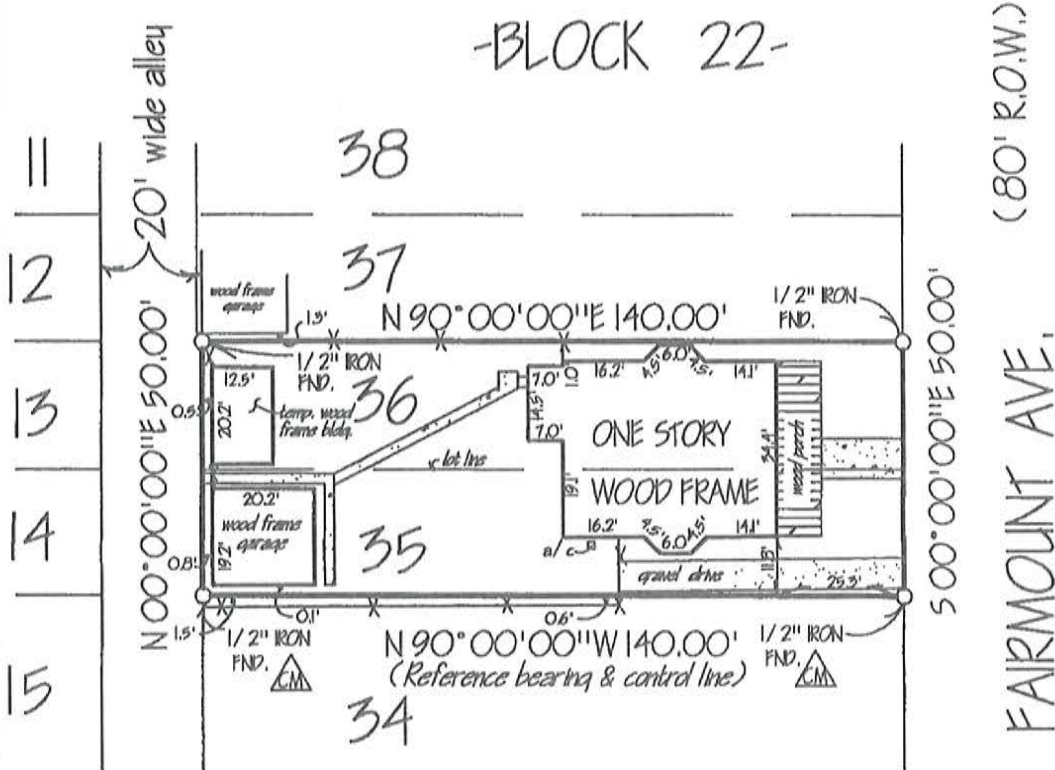 -BLOCK 22-
20' wide alley
(80' R.O.W.)
11
38
12
37
wood frame
garage
1.3'
N 90°00'00"E 140.00'
1/2" IRON
FND.
1/2" IRON
FND.
N 00°00'00"E 50.00'
S 00°00'00"E 50.00'
FAIRMOUNT AVE.
13
36
12.5'
20.2'
0.5'
temp. wood
frame bldg.
7.0'
1.0'
16.2'
4.5'
6.0'
4.5'
14.1'
14.5'
7.0'
ONE STORY
34.4'
wood porch
lot line
19.1'
WOOD FRAME
14
35
20.2'
wood frame
garage
19.2'
0.8'
16.2'
6.0'
4.5'
14.1'
a/c
gravel drive
11.8'
25.3'
1.5'
0.1'
0.6'
1/2" IRON
FND.
CM
N 90°00'00"W 140.00'
(Reference bearing & control line)
1/2" IRON
FND.
CM
15
34